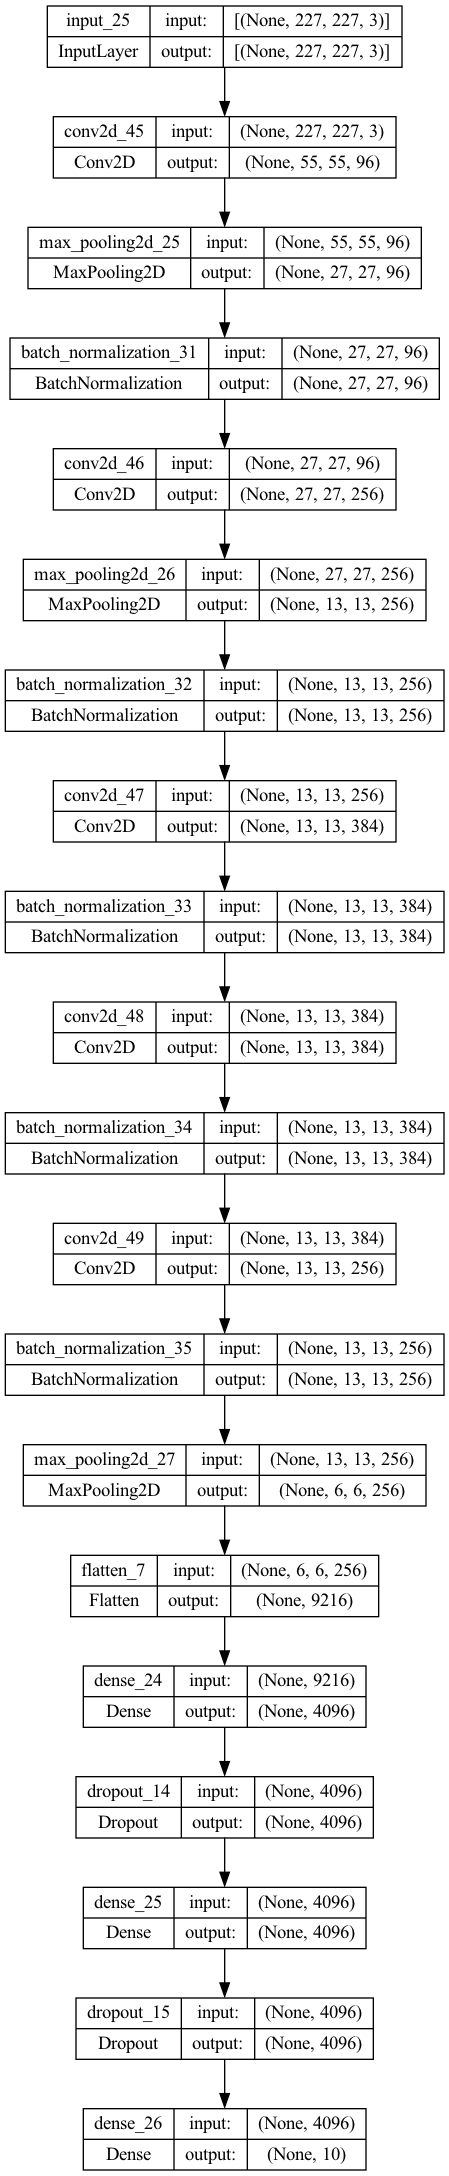 input_25 input: [(None, 227, 227, 3)]
InputLayer output: [(None, 227, 227, 3)]
conv2d_45 input: (None, 227, 227, 3)
Conv2D output: (None, 55, 55, 96)
max_pooling2d_25 input: (None, 55, 55, 96)
MaxPooling2D output: (None, 27, 27, 96)
batch_normalization_31 input: (None, 27, 27, 96)
BatchNormalization output: (None, 27, 27, 96)
conv2d_46 input: (None, 27, 27, 96)
Conv2D output: (None, 27, 27, 256)
max_pooling2d_26 input: (None, 27, 27, 256)
MaxPooling2D output: (None, 13, 13, 256)
batch_normalization_32 input: (None, 13, 13, 256)
BatchNormalization output: (None, 13, 13, 256)
conv2d_47 input: (None, 13, 13, 256)
Conv2D output: (None, 13, 13, 384)
batch_normalization_33 input: (None, 13, 13, 384)
BatchNormalization output: (None, 13, 13, 384)
conv2d_48 input: (None, 13, 13, 384)
Conv2D output: (None, 13, 13, 384)
batch_normalization_34 input: (None, 13, 13, 384)
BatchNormalization output: (None, 13, 13, 384)
conv2d_49 input: (None, 13, 13, 384)
Conv2D output: (None, 13, 13, 256)
batch_normalization_35 input: (None, 13, 13, 256)
BatchNormalization output: (None, 13, 13, 256)
max_pooling2d_27 input: (None, 13, 13, 256)
MaxPooling2D output: (None, 6, 6, 256)
flatten_7 input: (None, 6, 6, 256)
Flatten output: (None, 9216)
dense_24 input: (None, 9216)
Dense output: (None, 4096)
dropout_14 input: (None, 4096)
Dropout output: (None, 4096)
dense_25 input: (None, 4096)
Dense output: (None, 4096)
dropout_15 input: (None, 4096)
Dropout output: (None, 4096)
dense_26 input: (None, 4096)
Dense output: (None, 10)